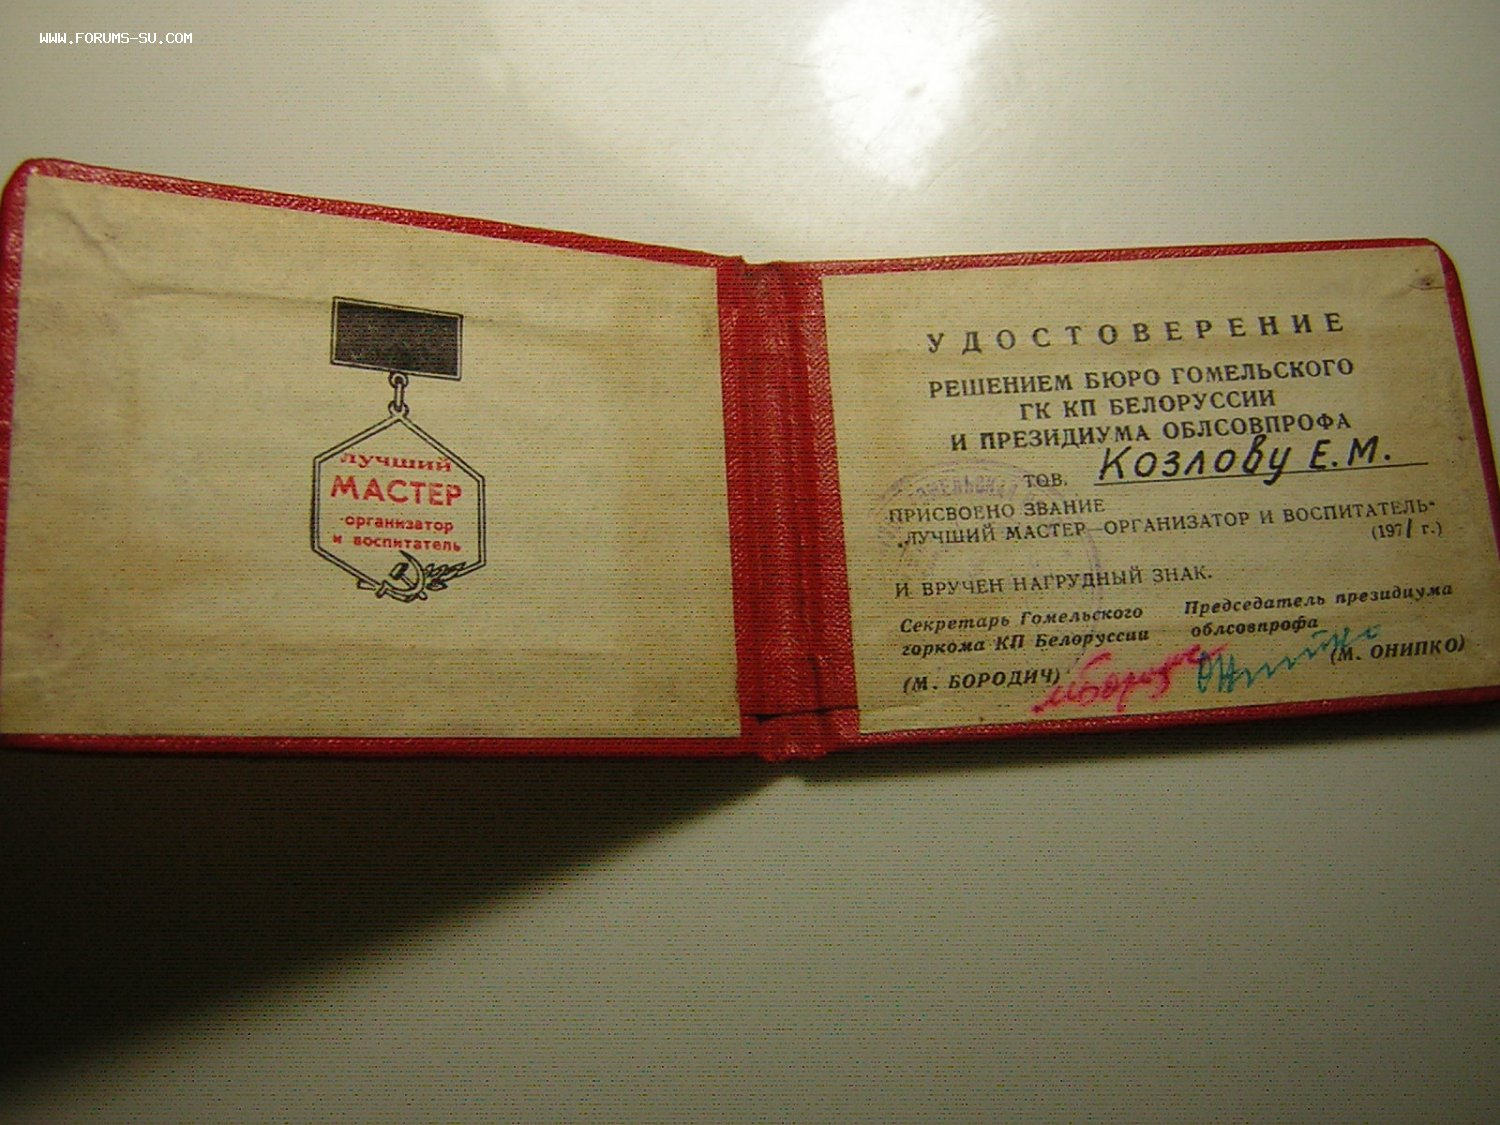 WWW.FORUMS-SU.COM
лучший
МАСТЕР
-организатор
и воспитатель
УДОСТОВЕРЕНИЕ
РЕШЕНИЕМ БЮРО ГОМЕЛЬСКОГО
ГК КП БЕЛОРУССИИ
И ПРЕЗИДИУМА ОБЛСОВПРОФА
тов. Козлову Е.М.
ПРИСВОЕНО ЗВАНИЕ
„ЛУЧШИЙ МАСТЕР—ОРГАНИЗАТОР И ВОСПИТАТЕЛЬ"
(1971 г.)
И ВРУЧЕН НАГРУДНЫЙ ЗНАК.
Секретарь Гомельского
горкома КП Белоруссии
(М. БОРОДИЧ)
Председатель президиума
облсовпрофа
(М. ОНИПКО)